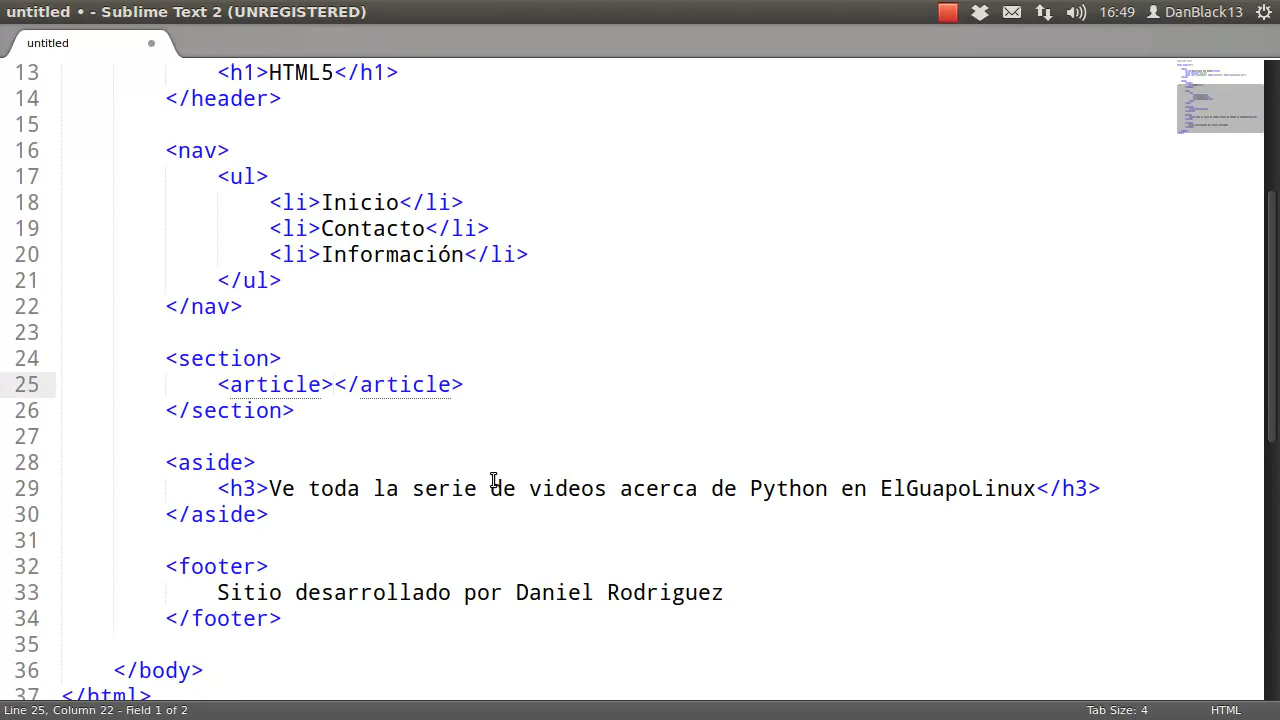 untitled • - Sublime Text 2 (UNREGISTERED)
16:49 DanBlack13
untitled
13 <h1>HTML5</h1>
14 </header>
15
16 <nav>
17 <ul>
18 <li>Inicio</li>
19 <li>Contacto</li>
20 <li>Información</li>
21 </ul>
22 </nav>
23
24 <section>
25 <article></article>
26 </section>
27
28 <aside>
29 <h3>Ve toda la serie de videos acerca de Python en ElGuapoLinux</h3>
30 </aside>
31
32 <footer>
33 Sitio desarrollado por Daniel Rodriguez
34 </footer>
35
36 </body>
37 </html>
Line 25, Column 22 - Field 1 of 2
Tab Size: 4
HTML